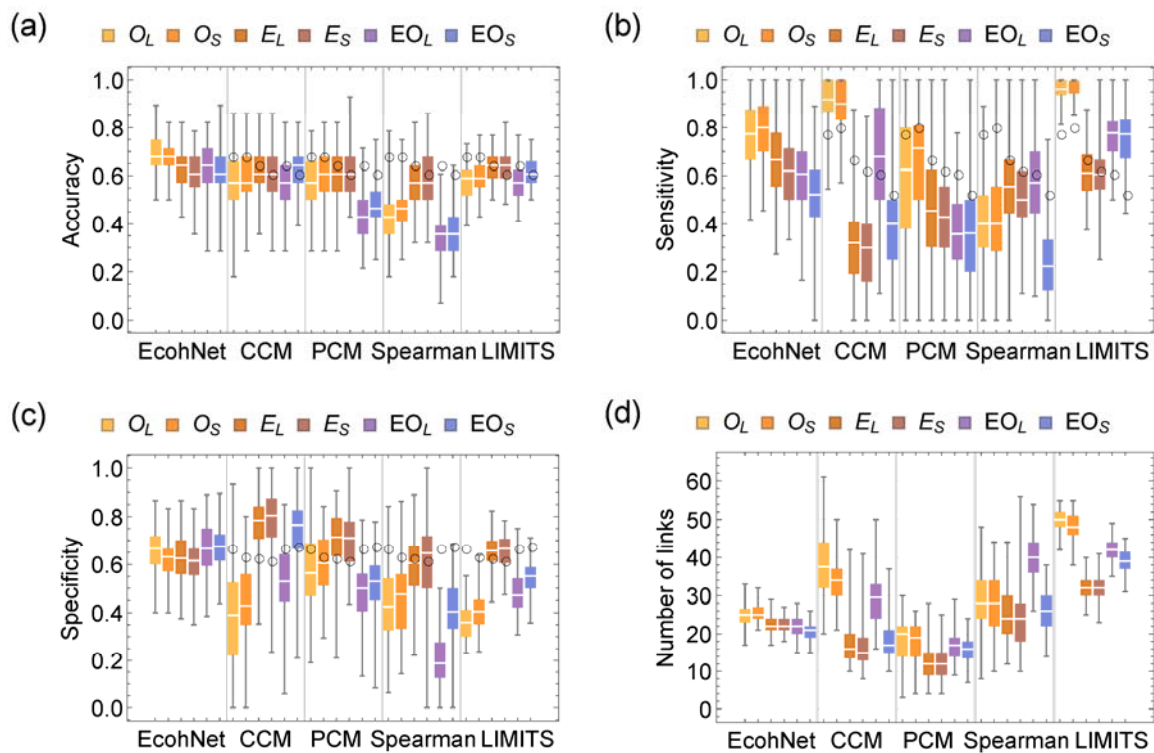 (a)
O_L O_S E_L E_S EO_L EO_S
Accuracy
1.0
0.8
0.6
0.4
0.2
0.0
EcohNet CCM PCM Spearman LIMITS
(b)
O_L O_S E_L E_S EO_L EO_S
Sensitivity
1.0
0.8
0.6
0.4
0.2
0.0
EcohNet CCM PCM Spearman LIMITS
(c)
O_L O_S E_L E_S EO_L EO_S
Specificity
1.0
0.8
0.6
0.4
0.2
0.0
EcohNet CCM PCM Spearman LIMITS
(d)
O_L O_S E_L E_S EO_L EO_S
Number of links
60
50
40
30
20
10
0
EcohNet CCM PCM Spearman LIMITS